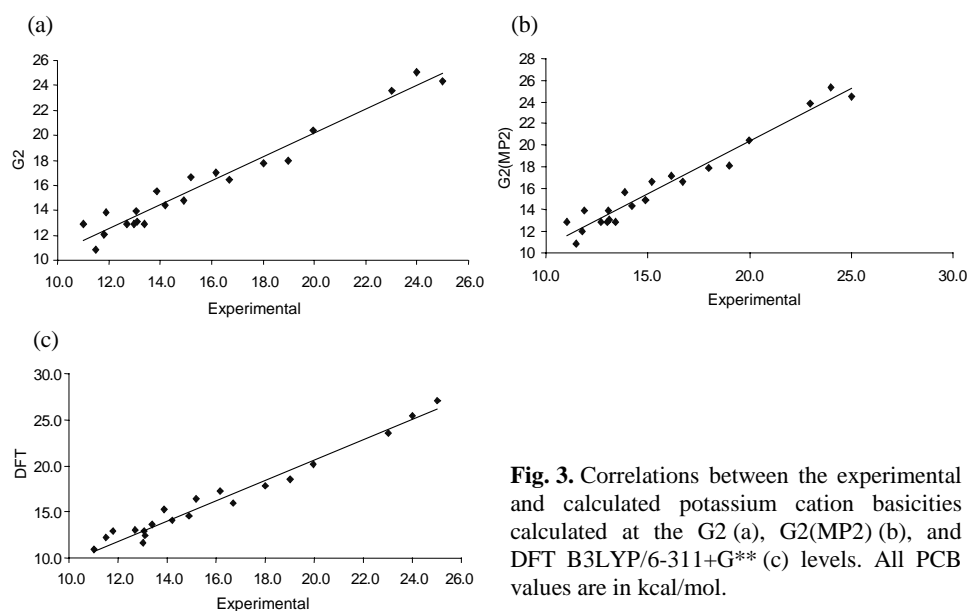 (a)
26
24
22
20
18
16
14
12
10
G2
10.0 12.0 14.0 16.0 18.0 20.0 22.0 24.0 26.0
Experimental
(b)
28
26
24
22
20
18
16
14
12
10
G2(MP2)
10.0 15.0 20.0 25.0 30.0
Experimental
(c)
30.0
25.0
20.0
15.0
10.0
DFT
10.0 12.0 14.0 16.0 18.0 20.0 22.0 24.0 26.0
Experimental
Fig. 3. Correlations between the experimental
and calculated potassium cation basicities
calculated at the G2 (a), G2(MP2) (b), and
DFT B3LYP/6-311+G** (c) levels. All PCB
values are in kcal/mol.